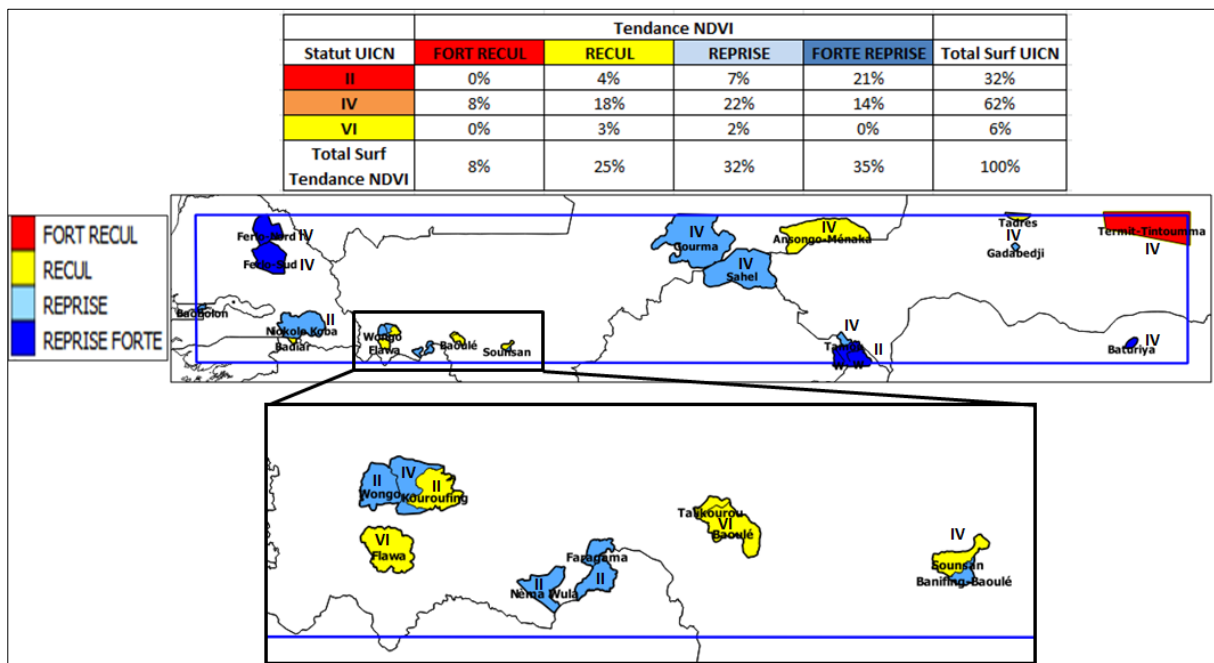 Tendance NDVI
Statut UICN FORT RECUL RECUL REPRISE FORTE REPRISE Total Surf UICN
II 0% 4% 7% 21% 32%
IV 8% 18% 22% 14% 62%
VI 0% 3% 2% 0% 6%
Total Surf
Tendance NDVI 8% 25% 32% 35% 100%
FORT RECUL
RECUL
REPRISE
REPRISE FORTE
Ferlo-Nord IV
Ferlo-Sud IV
Baobolon
Niokolo Koba II
Badiar
Wongo
Flawa
Baoulé
Sounsan
IV
Gourma
IV
Sahel
IV
Ansongo-Ménaka
Tadres
IV
Gadabedji
Termit-Tintoumma
IV
IV
Tamou II
W W
Baturiya IV
II IV II
Wongo Kouroufing
VI
Flawa
Faragama
II II
Néma Wula
Talikourou
VI
Baoulé
IV
Sounsan
Banifing-Baoulé